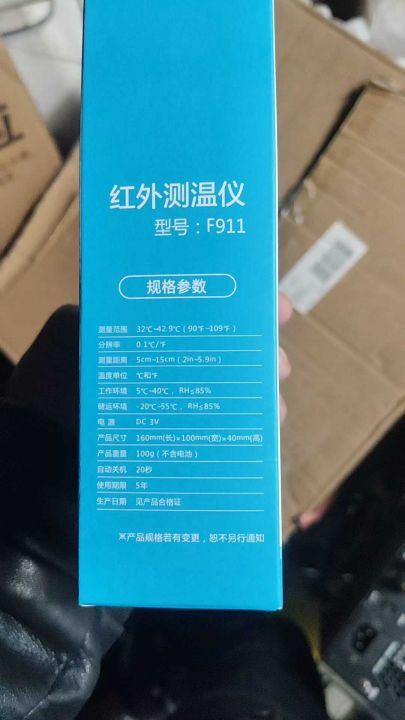 红外测温仪
型号：F911
规格参数
测量范围 32℃~42.9℃（90℉~109℉）
分辨率 0.1℃/℉
测量距离 5cm~15cm（2in~5.9in）
温度单位 ℃和℉
工作环境 5℃~40℃，RH≤85%
储运环境 -20℃~55℃，RH≤85%
电 源 DC 3V
产品尺寸 160mm(长)×100mm(宽)×40mm(高)
产品重量 100g（不含电池）
自动关机 20秒
使用期限 5年
生产日期 见产品合格证
※产品规格若有变更，恕不另行通知